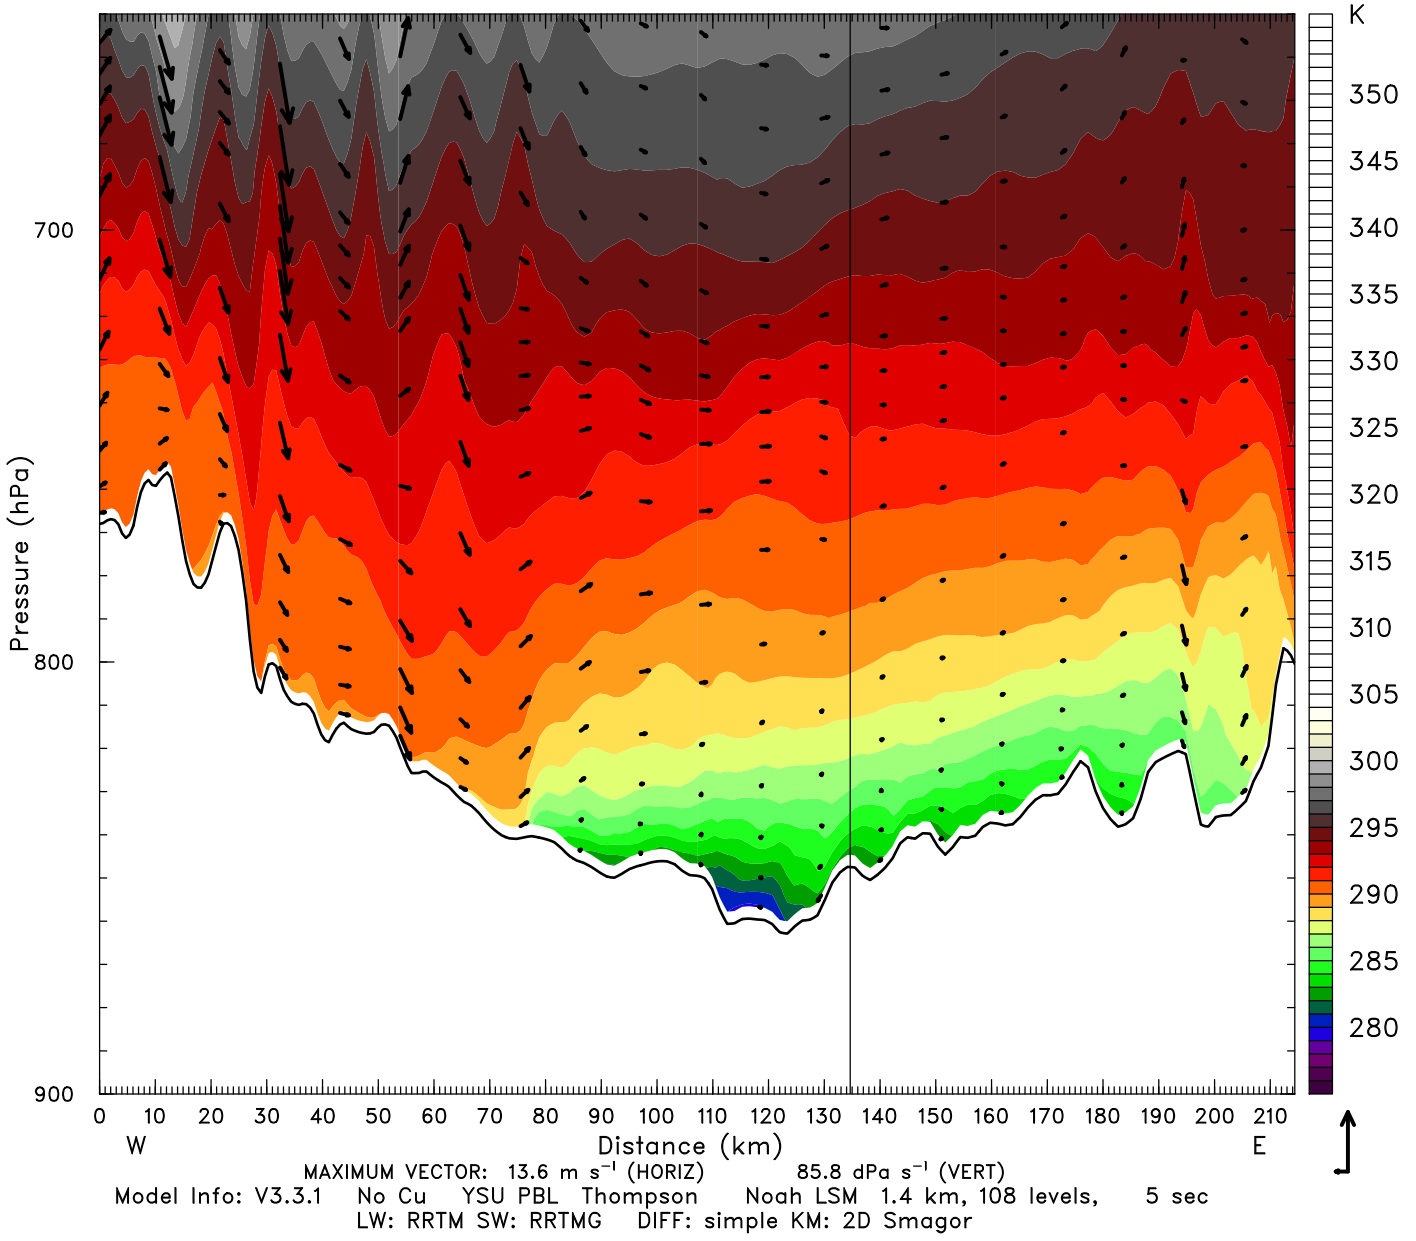 K
350
345
340
335
330
325
320
315
310
305
300
295
290
285
280
Pressure (hPa)
700
800
900
0 10 20 30 40 50 60 70 80 90 100 110 120 130 140 150 160 170 180 190 200 210
W Distance (km) E
MAXIMUM VECTOR: 13.6 m s⁻¹ (HORIZ) 85.8 dPa s⁻¹ (VERT)
Model Info: V3.3.1 No Cu YSU PBL Thompson Noah LSM 1.4 km, 108 levels, 5 sec
LW: RRTM SW: RRTMG DIFF: simple KM: 2D Smagor